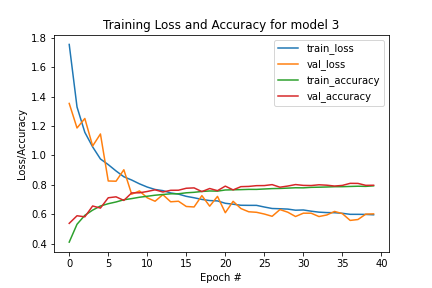 Training Loss and Accuracy for model 3
train_loss
val_loss
train_accuracy
val_accuracy
Loss/Accuracy
1.8
1.6
1.4
1.2
1.0
0.8
0.6
0.4
0
5
10
15
20
25
30
35
40
Epoch #